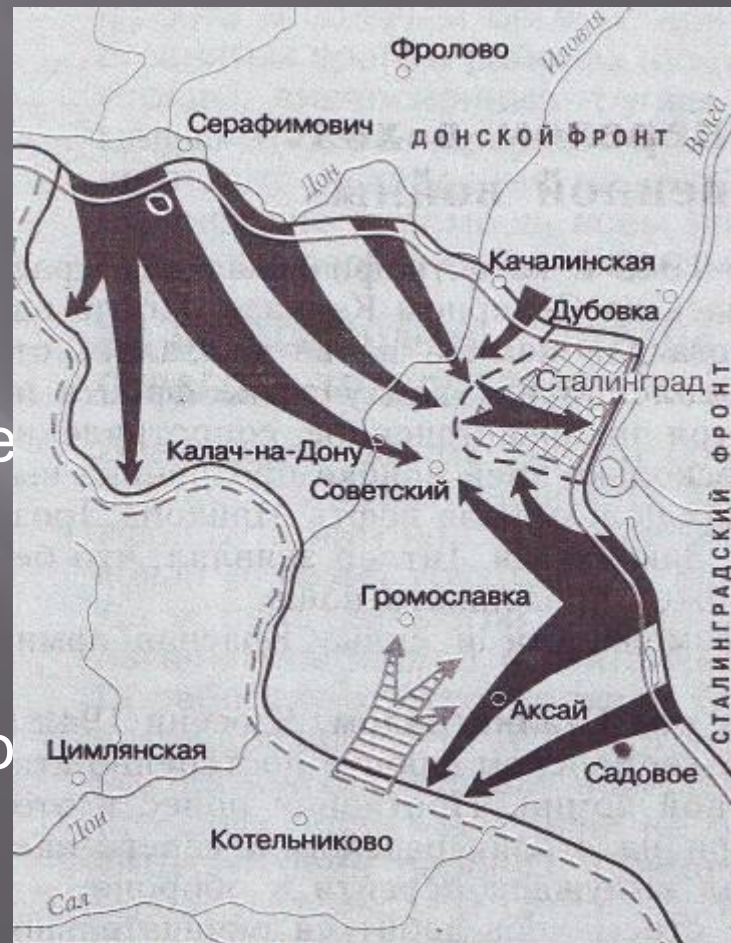 Фролово
Иловля
Серафимович
ДОНСКОЙ ФРОНТ
Волга
Дон
Качалинская
Дубовка
Сталинград
Калач-на-Дону
Советский
СТАЛИНГРАДСКИЙ ФРОНТ
Громославка
Аксай
Цимлянская
Садовое
Дон
Котельниково
Сал